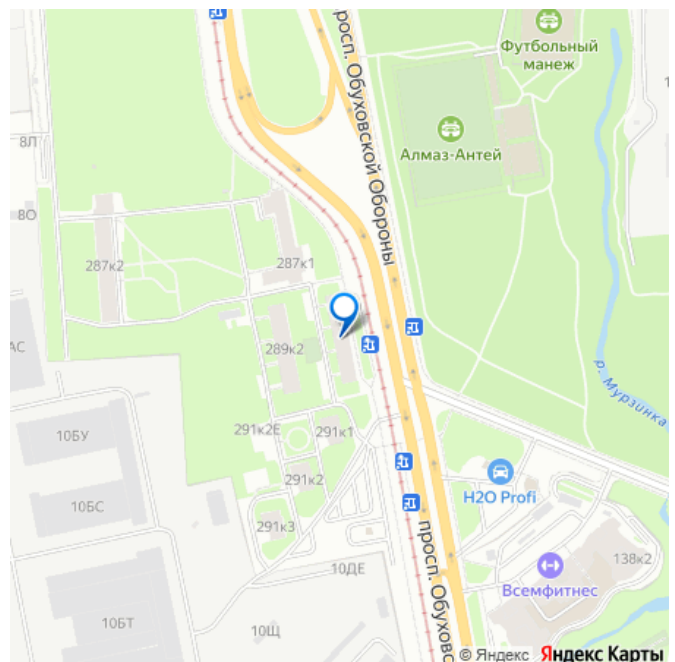 просп. Обуховской Обороны
Футбольный
манеж
Алмаз-Антей
8Л
8О
287к2
287к1
АС
289к2
р. Мурзинка
291к2Е
291к1
10БУ
291к2
H2O Profi
10БС
291к3
просп. Обуховс
138к2
10ДЕ
Всемфитнес
10БТ
10Щ
© Яндекс Яндекс Карты